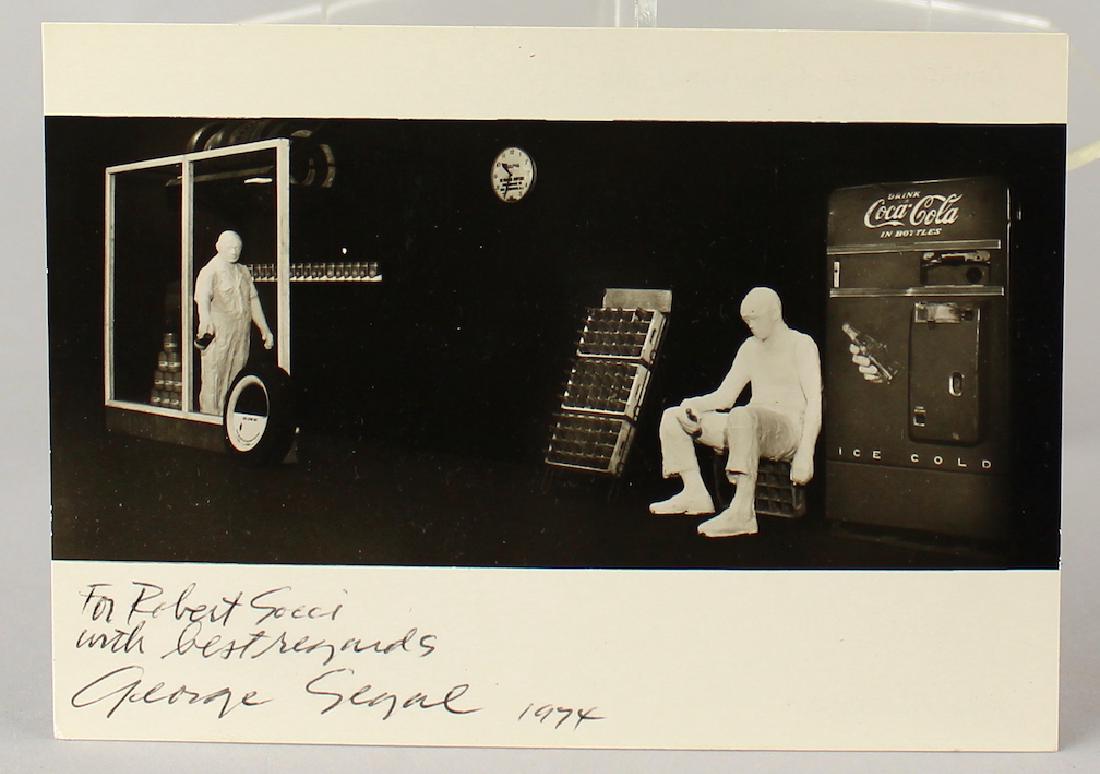 DRINK
Coca-Cola
IN BOTTLES
ICE COLD
For Robert Socci
with best regards
George Segal 1974